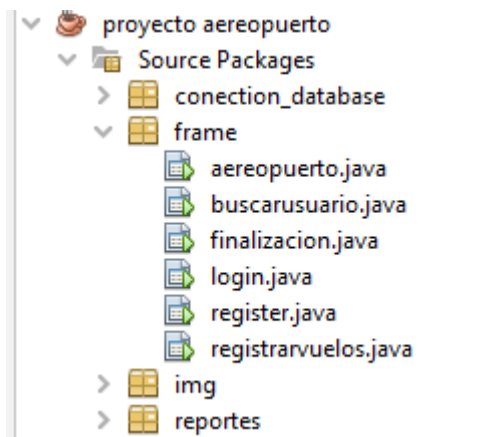 proyecto aereopuerto
Source Packages
conection_database
frame
aereopuerto.java
buscarusuario.java
finalizacion.java
login.java
register.java
registrarvuelos.java
img
reportes